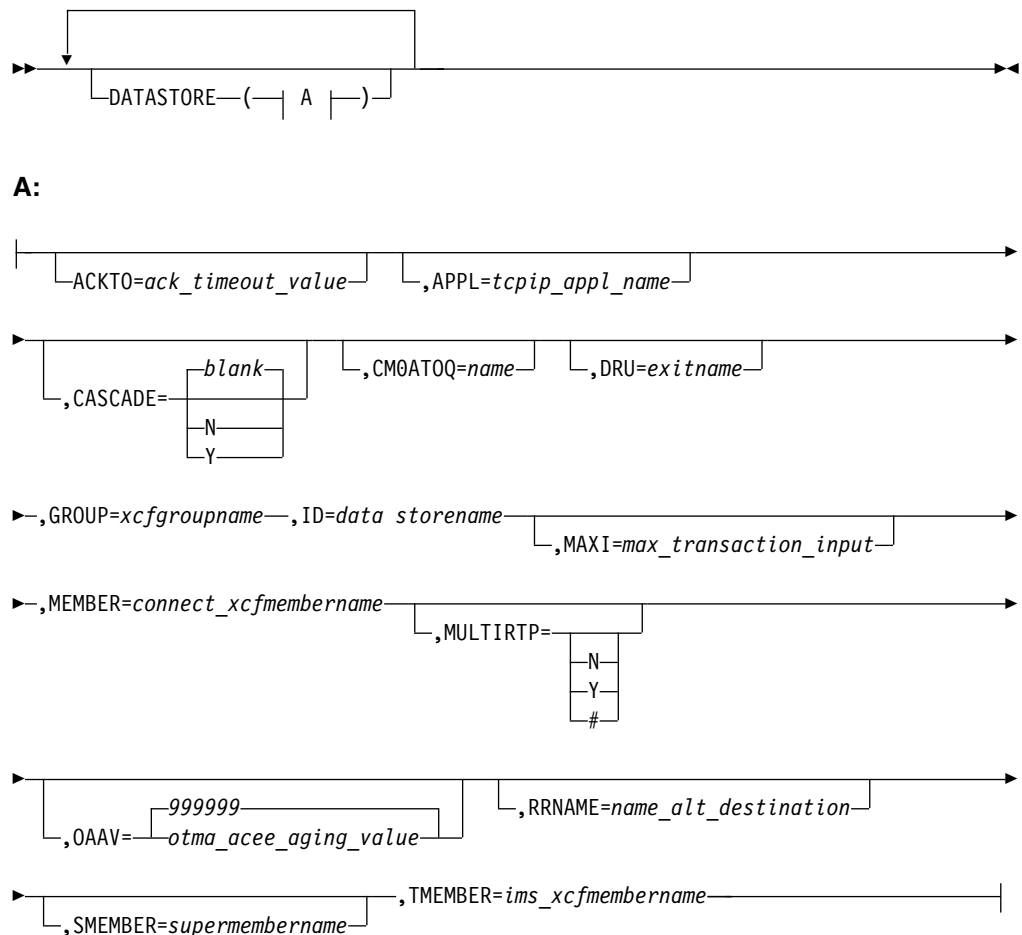 DATASTORE ( A )
A:
ACKTO=ack_timeout_value ,APPL=tcpip_appl_name
,CASCADE= blank N Y ,CM0ATOQ=name ,DRU=exitname
,GROUP=xcfgroupname ,ID=data storename ,MAXI=max_transaction_input
,MEMBER=connect_xcfmembername ,MULTIRTP= N Y #
,OAAV= 999999 otma_acee_aging_value ,RRNAME=name_alt_destination
,SMEMBER=supermembername ,TMEMBER=ims_xcfmembername